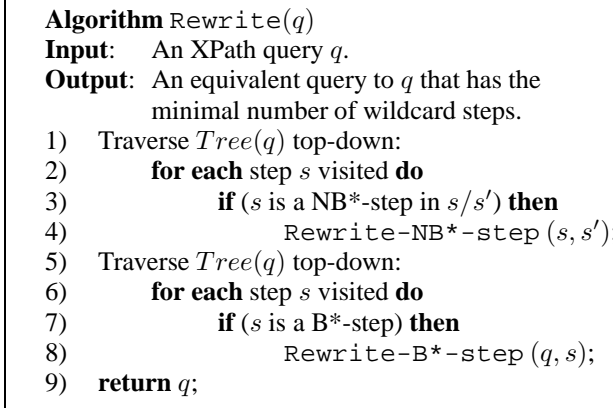 Algorithm Rewrite(q)
Input: An XPath query q.
Output: An equivalent query to q that has the
minimal number of wildcard steps.
1) Traverse Tree(q) top-down:
2) for each step s visited do
3) if (s is a NB*-step in s/s′) then
4) Rewrite-NB*-step (s, s′);
5) Traverse Tree(q) top-down:
6) for each step s visited do
7) if (s is a B*-step) then
8) Rewrite-B*-step (q, s);
9) return q;